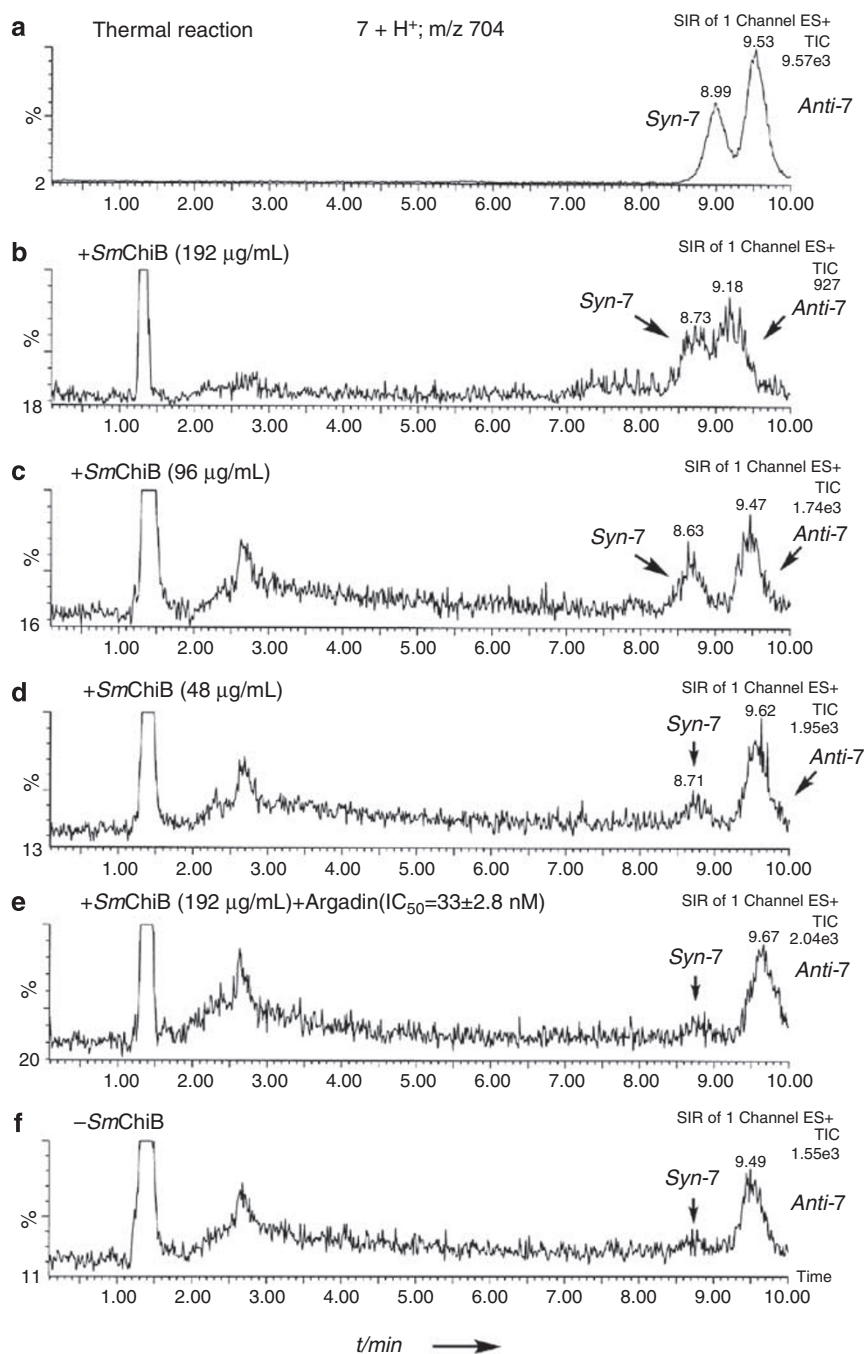 a Thermal reaction 7 + H⁺; m/z 704 SIR of 1 Channel ES+
TIC
9.57e3
8.99 9.53
Syn-7 Anti-7
%
2
1.00 2.00 3.00 4.00 5.00 6.00 7.00 8.00 9.00 10.00
b +SmChiB (192 μg/mL) SIR of 1 Channel ES+
TIC
927
Syn-7 8.73 9.18 Anti-7
%
18
1.00 2.00 3.00 4.00 5.00 6.00 7.00 8.00 9.00 10.00
c +SmChiB (96 μg/mL) SIR of 1 Channel ES+
TIC
1.74e3
Syn-7 8.63 9.47 Anti-7
%
16
1.00 2.00 3.00 4.00 5.00 6.00 7.00 8.00 9.00 10.00
d +SmChiB (48 μg/mL) SIR of 1 Channel ES+
TIC
1.95e3
Syn-7 9.62
8.71 Anti-7
%
13
1.00 2.00 3.00 4.00 5.00 6.00 7.00 8.00 9.00 10.00
e +SmChiB (192 μg/mL)+Argadin(IC₅₀=33±2.8 nM) SIR of 1 Channel ES+
TIC
2.04e3
Syn-7 9.67 Anti-7
%
20
1.00 2.00 3.00 4.00 5.00 6.00 7.00 8.00 9.00 10.00
f −SmChiB SIR of 1 Channel ES+
TIC
1.55e3
Syn-7 9.49 Anti-7
%
11 Time
1.00 2.00 3.00 4.00 5.00 6.00 7.00 8.00 9.00 10.00
t/min